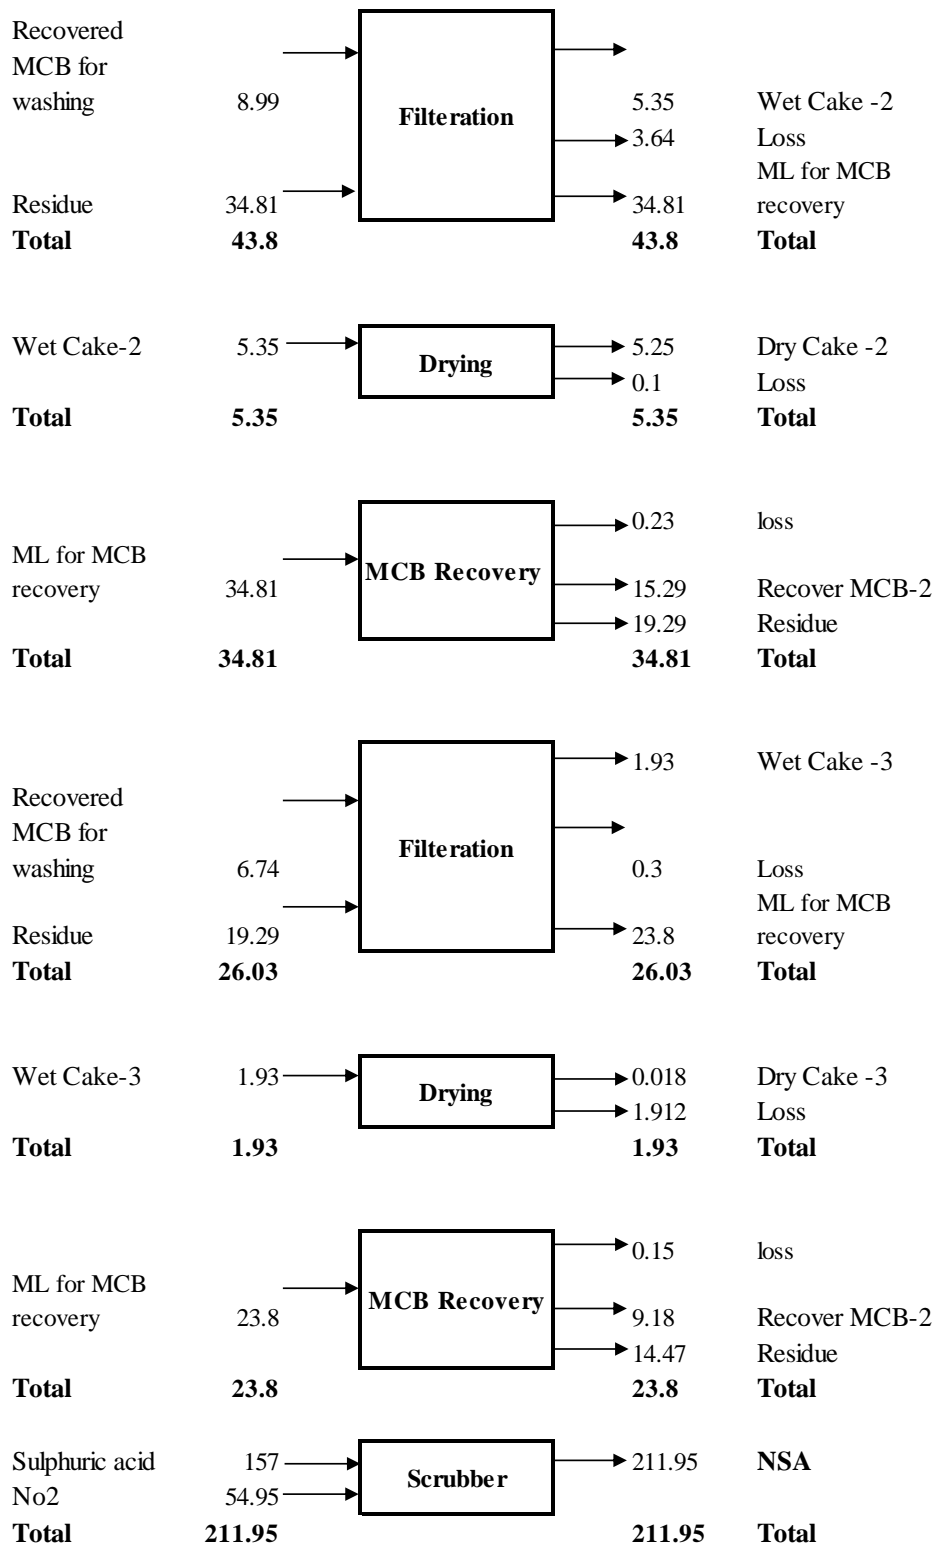 Recovered
MCB for
washing 8.99 Filteration 5.35 Wet Cake -2
3.64 Loss
ML for MCB
Residue 34.81 34.81 recovery
Total 43.8 43.8 Total
Wet Cake-2 5.35 Drying 5.25 Dry Cake -2
0.1 Loss
Total 5.35 5.35 Total
0.23 loss
ML for MCB
recovery 34.81 MCB Recovery 15.29 Recover MCB-2
19.29 Residue
Total 34.81 34.81 Total
1.93 Wet Cake -3
Recovered
MCB for
washing 6.74 Filteration 0.3 Loss
ML for MCB
Residue 19.29 23.8 recovery
Total 26.03 26.03 Total
Wet Cake-3 1.93 Drying 0.018 Dry Cake -3
1.912 Loss
Total 1.93 1.93 Total
0.15 loss
ML for MCB
recovery 23.8 MCB Recovery 9.18 Recover MCB-2
14.47 Residue
Total 23.8 23.8 Total
Sulphuric acid 157 Scrubber 211.95 NSA
No2 54.95
Total 211.95 211.95 Total